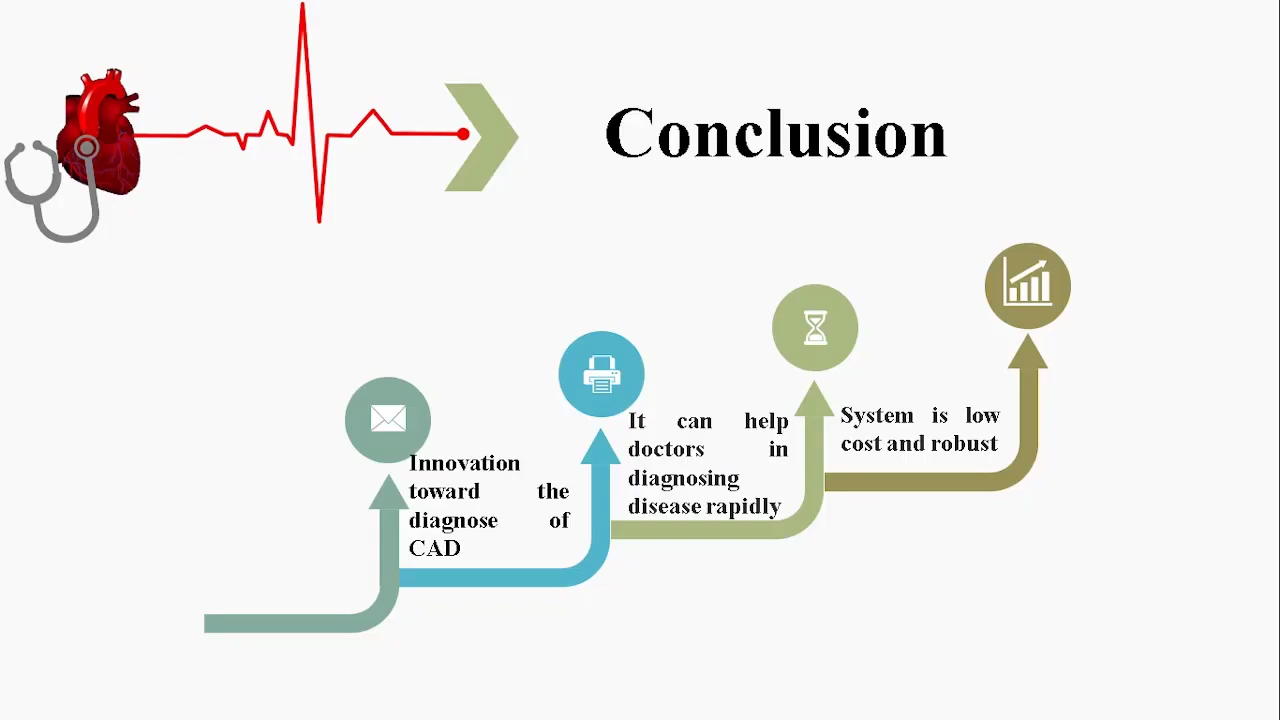 Conclusion
Innovation
toward the
diagnose of
CAD
It can help
doctors in
diagnosing
disease rapidly
System is low
cost and robust